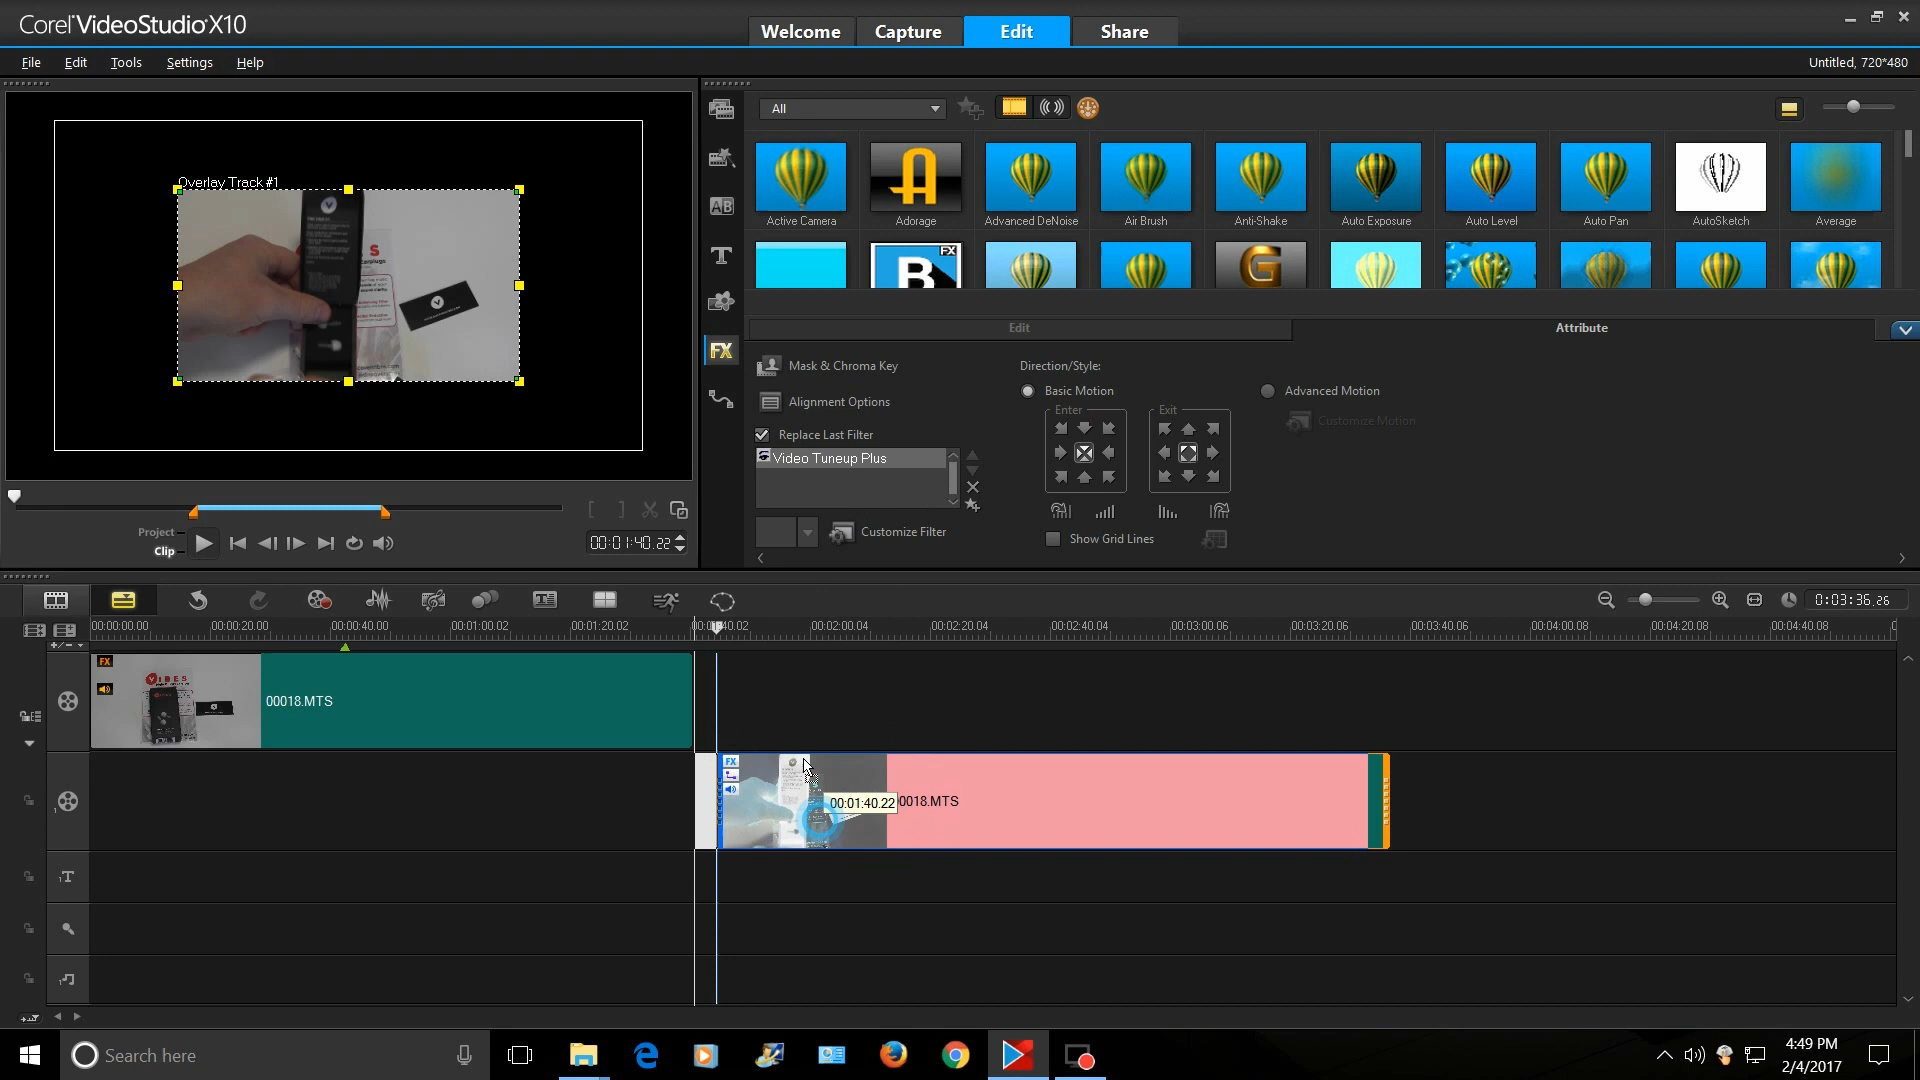 Corel VideoStudio X10
Welcome
Capture
Edit
Share
File
Edit
Tools
Settings
Help
Untitled, 720*480
Overlay Track #1
All
Active Camera
Adorage
Advanced DeNoise
Air Brush
Anti-Shake
Auto Exposure
Auto Level
Auto Pan
AutoSketch
Average
FX
Edit
Attribute
FX
Mask & Chroma Key
Alignment Options
Replace Last Filter
Video Tuneup Plus
Customize Filter
Direction/Style:
Basic Motion
Advanced Motion
Enter
Exit
Customize Motion
Show Grid Lines
Project
Clip
00:01:40.22
0:03:36.26
00:00:00.00
00:00:20.00
00:00:40.00
00:01:00.02
00:01:20.02
00:02:00.04
00:02:20.04
00:02:40.04
00:03:00.06
00:03:20.06
00:03:40.06
00:04:00.08
00:04:20.08
00:04:40.08
FX
VIBES
00018.MTS
FX
00:01:40.22
0018.MTS
Search here
4:49 PM
2/4/2017